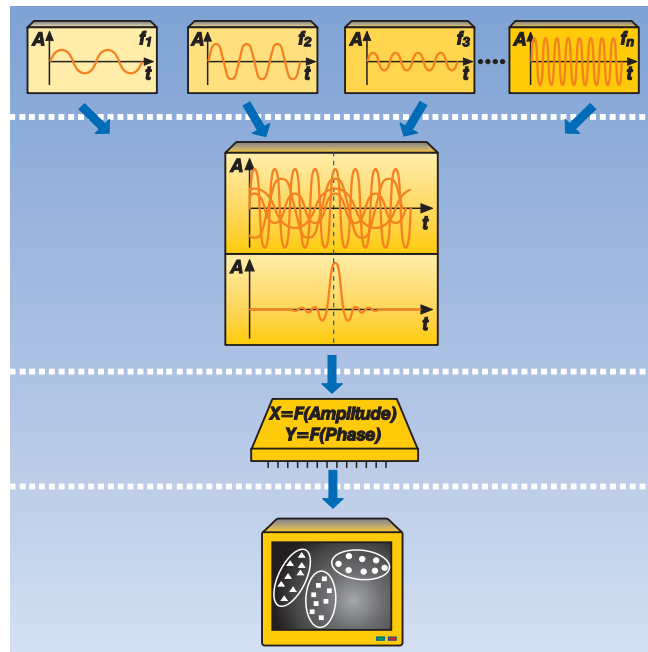 A f1 t
A f2 t
A f3 t
A fn t
A t
A t
X=F(Amplitude)
Y=F(Phase)